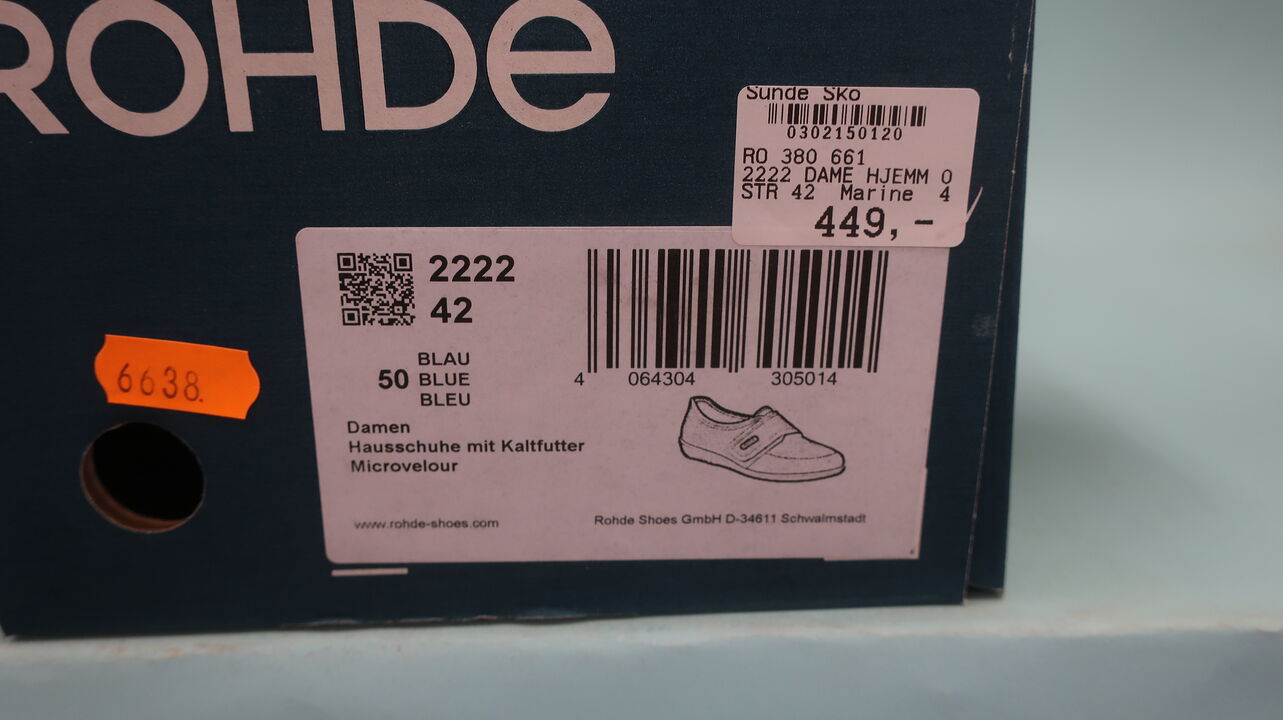 ROHDe
Sunde Sko
0302150120
RO 380 661
2222 DAME HJEMM 0
STR 42 Marine 4
449,-
2222
42
50
BLAU
BLUE
BLEU
4 064304 305014
Damen
Hausschuhe mit Kaltfutter
Microvelour
www.rohde-shoes.com
Rohde Shoes GmbH D-34611 Schwalmstadt
6638.